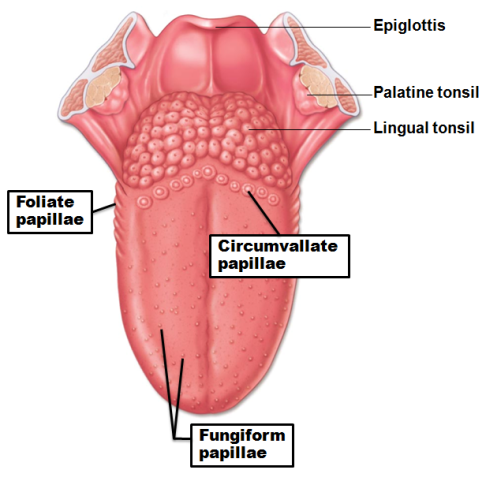 Epiglottis
Palatine tonsil
Lingual tonsil
Foliate
papillae
Circumvallate
papillae
Fungiform
papillae